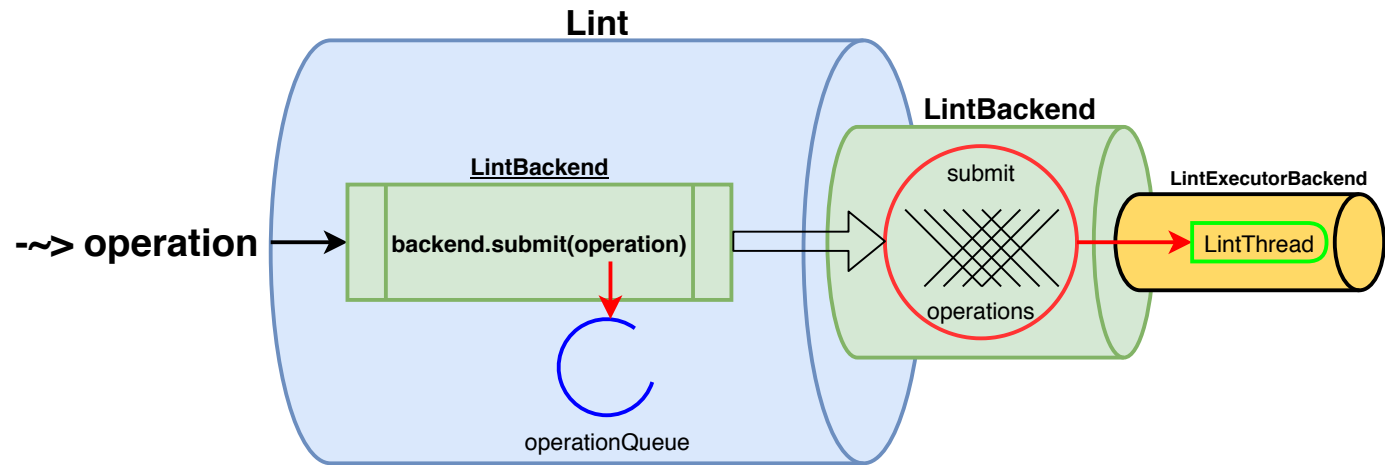 Lint
LintBackend
LintBackend
LintExecutorBackend
-~> operation
backend.submit(operation)
submit
operations
LintThread
operationQueue